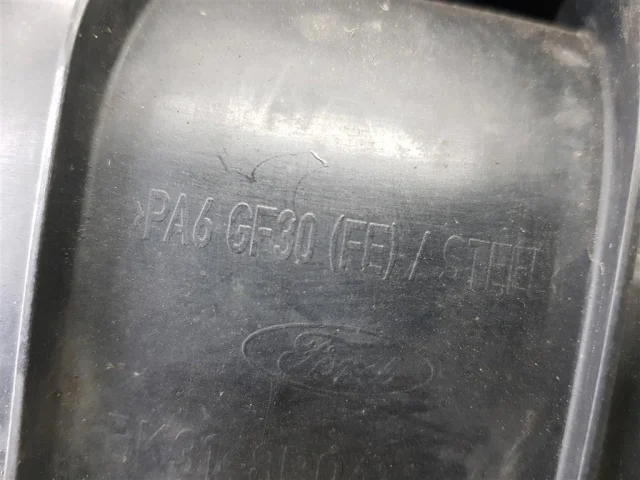 >PA6 GF30 (FE) / STEEL
Ford